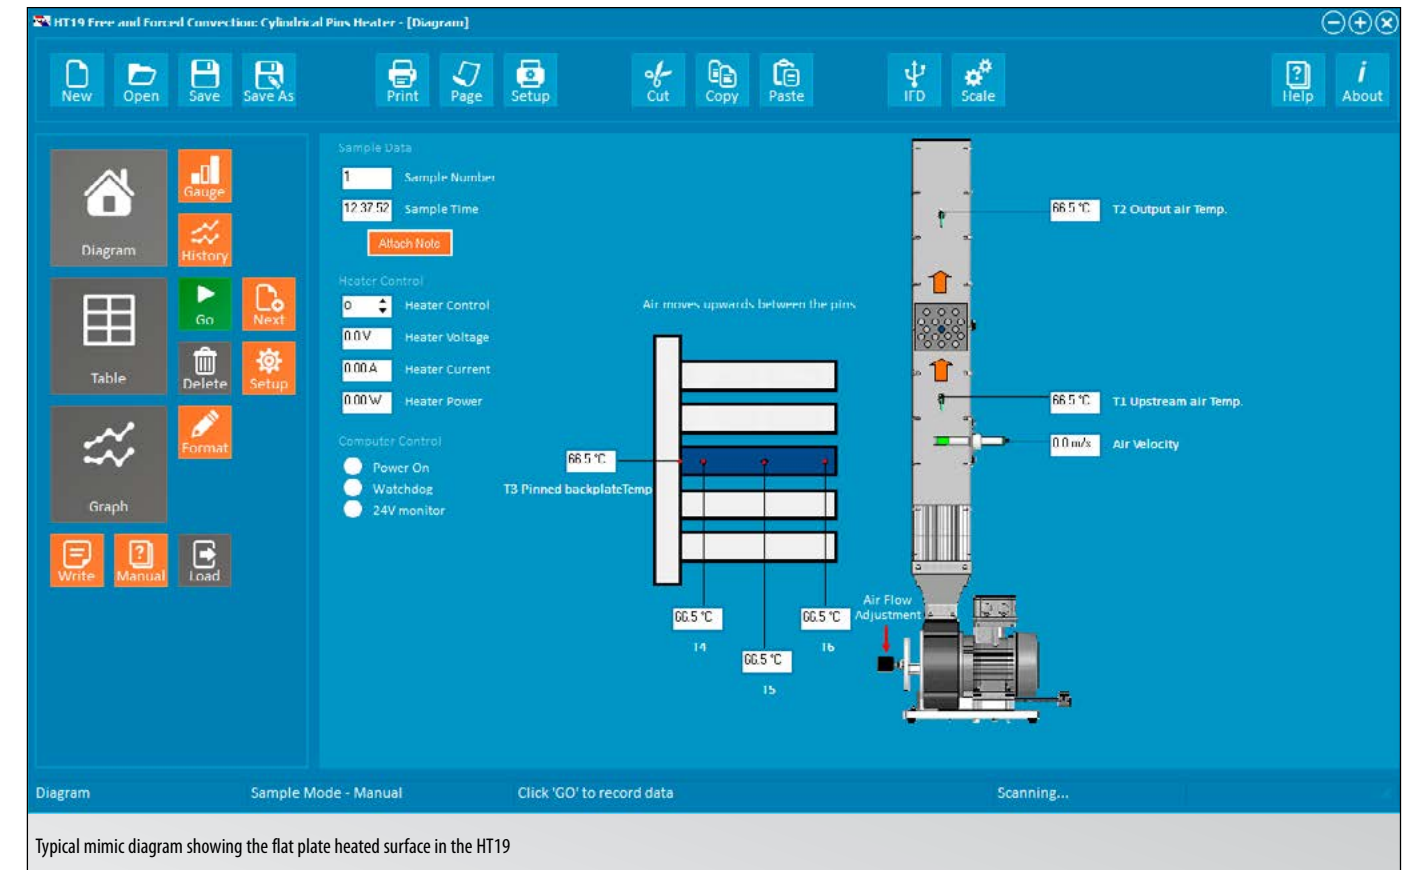 HT19 Free and Forced Convection: Cylindrical Pins Heater - [Diagram]
New Open Save Save As Print Page Setup Cut Copy Paste IFD Scale Help About
Diagram
Gauge
History
Table
Go
Next
Delete
Setup
Graph
Format
Write
Manual
Load
Sample Data
1 Sample Number
12.37.52 Sample Time
Attach Note
Heater Control
0 Heater Control
0.0 V Heater Voltage
0.00 A Heater Current
0.00 W Heater Power
Computer Control
Power On
Watchdog
24V monitor
Air moves upwards between the pins
66.5 °C
T3 Pinned backplateTemp
66.5 °C
T4
66.5 °C
T5
66.5 °C
T6
66.5 °C T2 Output air Temp.
66.5 °C T1 Upstream air Temp.
0.0 m/s Air Velocity
Air Flow
Adjustment
Diagram Sample Mode - Manual Click 'GO' to record data Scanning...
Typical mimic diagram showing the flat plate heated surface in the HT19